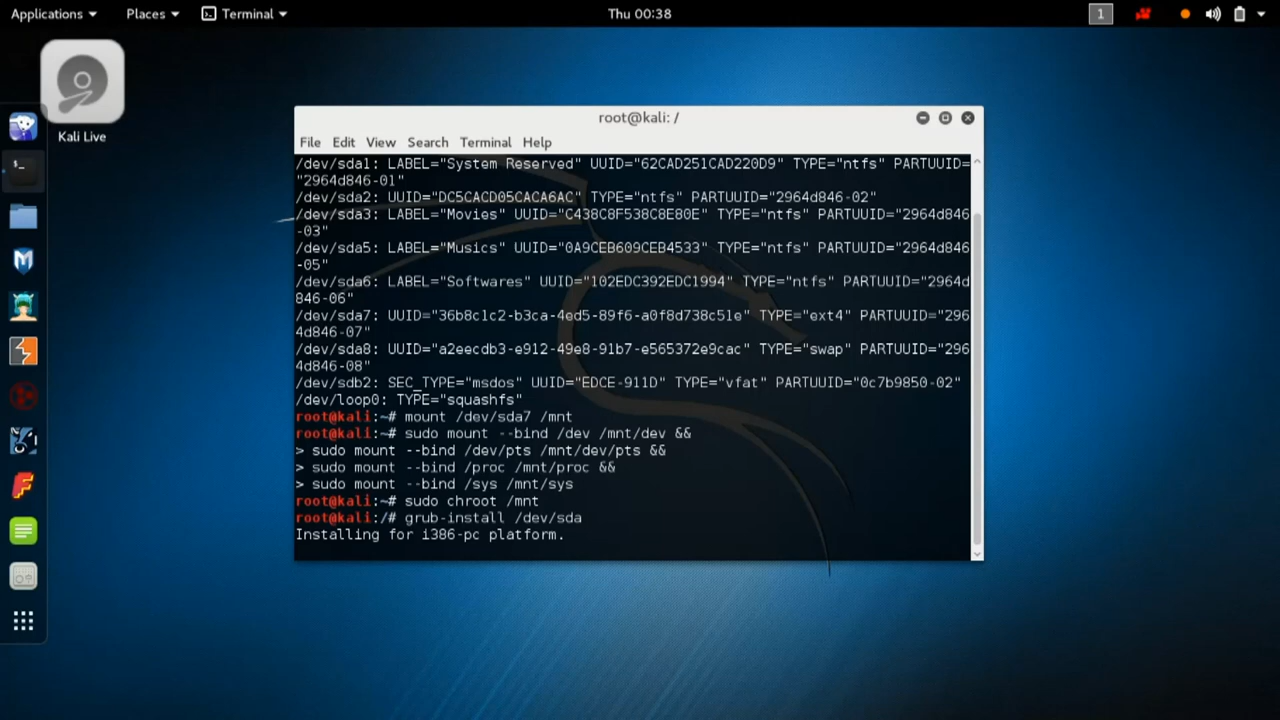 Applications Places Terminal Thu 00:38 1
Kali Live
root@kali: /
File Edit View Search Terminal Help
/dev/sda1: LABEL="System Reserved" UUID="62CAD251CAD220D9" TYPE="ntfs" PARTUUID=
"2964d846-01"
/dev/sda2: UUID="DC5CACD05CACA6AC" TYPE="ntfs" PARTUUID="2964d846-02"
/dev/sda3: LABEL="Movies" UUID="C438C8F538C8E80E" TYPE="ntfs" PARTUUID="2964d846
-03"
/dev/sda5: LABEL="Musics" UUID="0A9CEB609CEB4533" TYPE="ntfs" PARTUUID="2964d846
-05"
/dev/sda6: LABEL="Softwares" UUID="102EDC392EDC1994" TYPE="ntfs" PARTUUID="2964d
846-06"
/dev/sda7: UUID="36b8c1c2-b3ca-4ed5-89f6-a0f8d738c51e" TYPE="ext4" PARTUUID="296
4d846-07"
/dev/sda8: UUID="a2eecdb3-e912-49e8-91b7-e565372e9cac" TYPE="swap" PARTUUID="296
4d846-08"
/dev/sdb2: SEC_TYPE="msdos" UUID="EDCE-911D" TYPE="vfat" PARTUUID="0c7b9850-02"
/dev/loop0: TYPE="squashfs"
root@kali:~# mount /dev/sda7 /mnt
root@kali:~# sudo mount --bind /dev /mnt/dev &&
> sudo mount --bind /dev/pts /mnt/dev/pts &&
> sudo mount --bind /proc /mnt/proc &&
> sudo mount --bind /sys /mnt/sys
root@kali:~# sudo chroot /mnt
root@kali:/# grub-install /dev/sda
Installing for i386-pc platform.